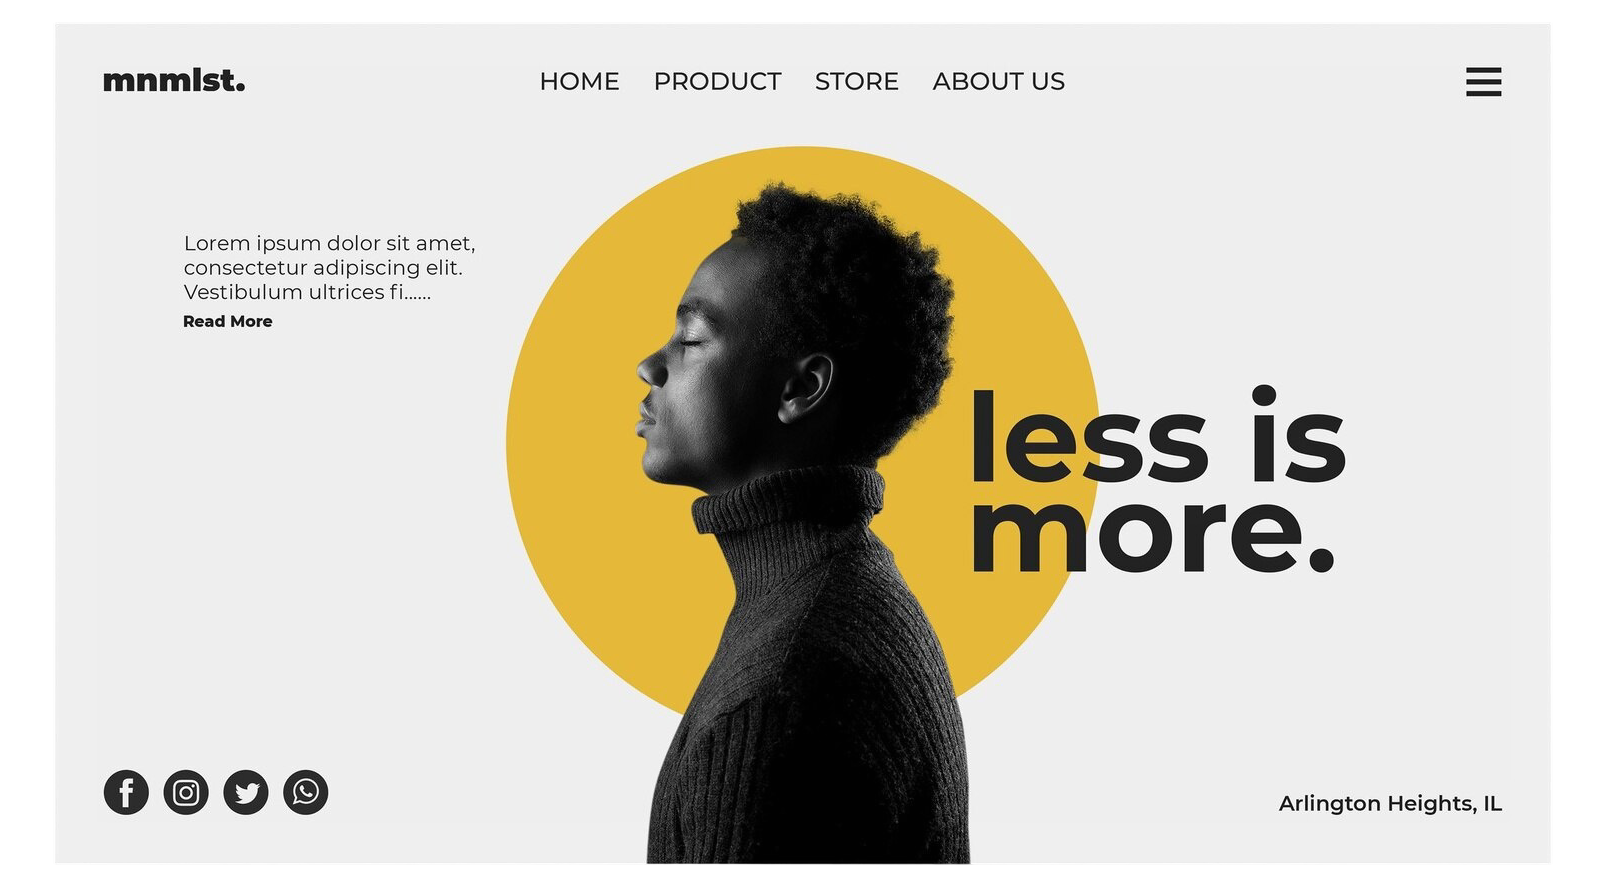 mnmlst.
HOME PRODUCT STORE ABOUT US
Lorem ipsum dolor sit amet,
consectetur adipiscing elit.
Vestibulum ultrices fi......
Read More
less is
more.
Arlington Heights, IL